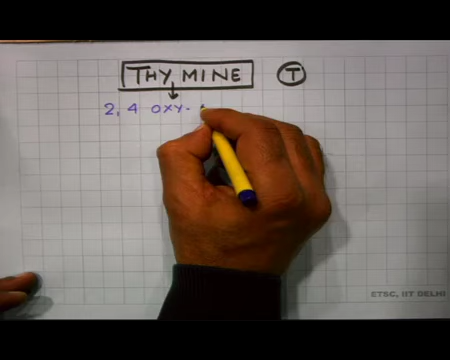 THYMINE T
2, 4 OXY-
ETSC, IIT DELHI